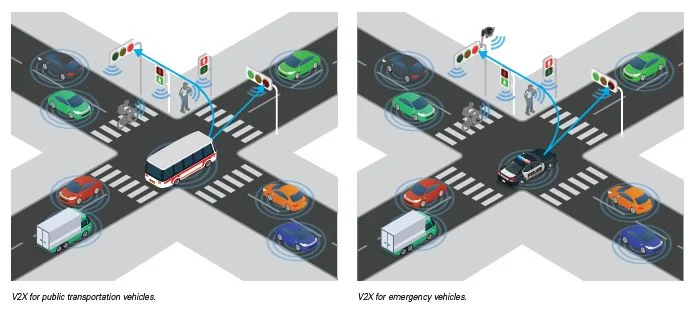 V2X for public transportation vehicles.
V2X for emergency vehicles.